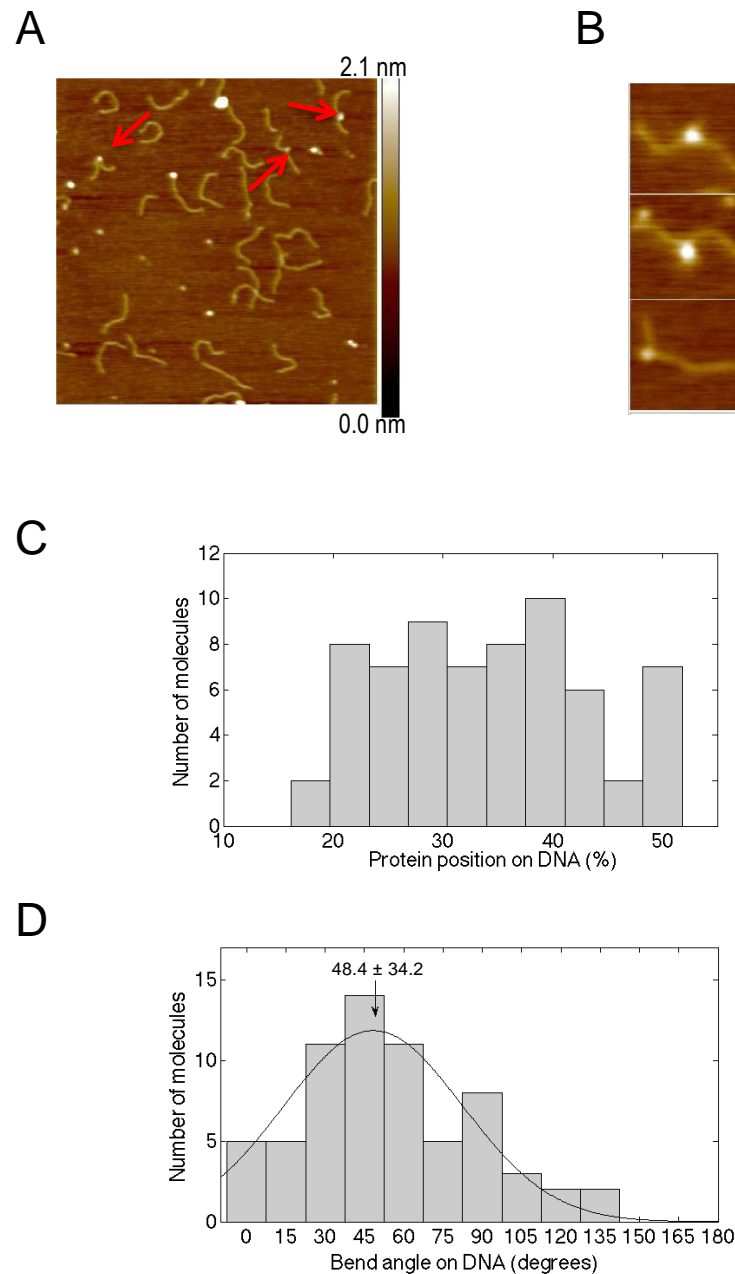 A
B
2.1 nm
0.0 nm
C
12
10
8
6
4
2
0
Number of molecules
10 20 30 40 50
Protein position on DNA (%)
D
48.4 ± 34.2
15
10
5
0
Number of molecules
0 15 30 45 60 75 90 105 120 135 150 165 180
Bend angle on DNA (degrees)